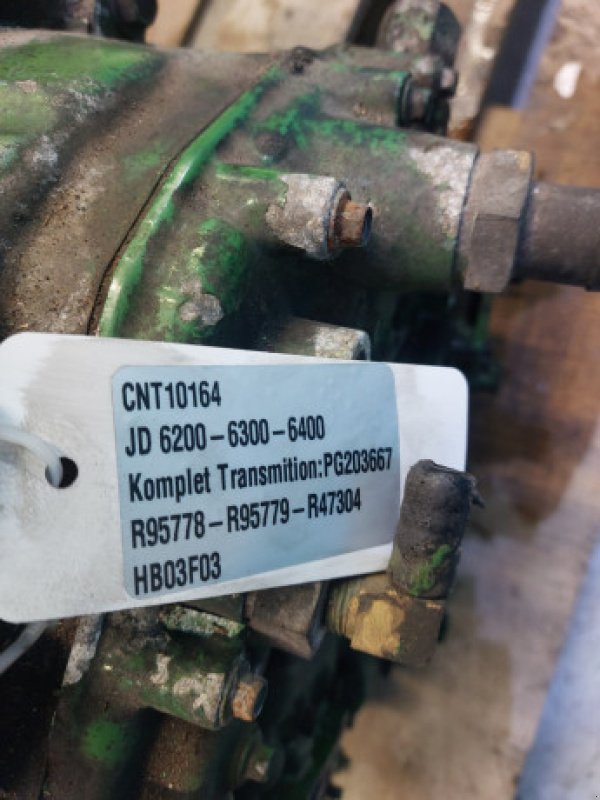 CNT10164
JD 6200-6300-6400
Komplet Transmition:PG203667
R95778-R95779-R47304
HB03F03